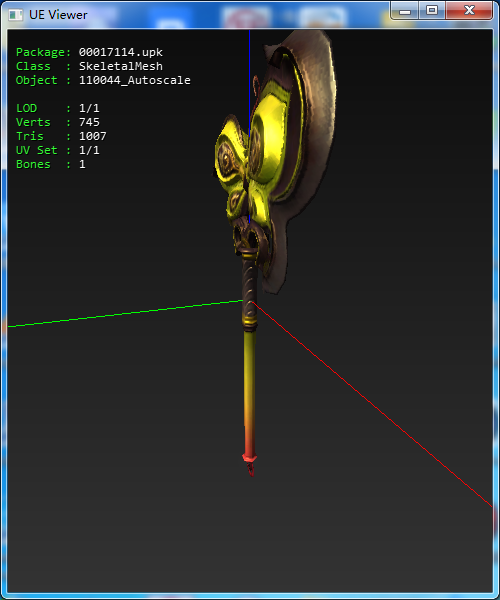 UE Viewer
Package: 00017114.upk
Class : SkeletalMesh
Object : 110044_Autoscale
LOD : 1/1
Verts : 745
Tris : 1007
UV Set : 1/1
Bones : 1